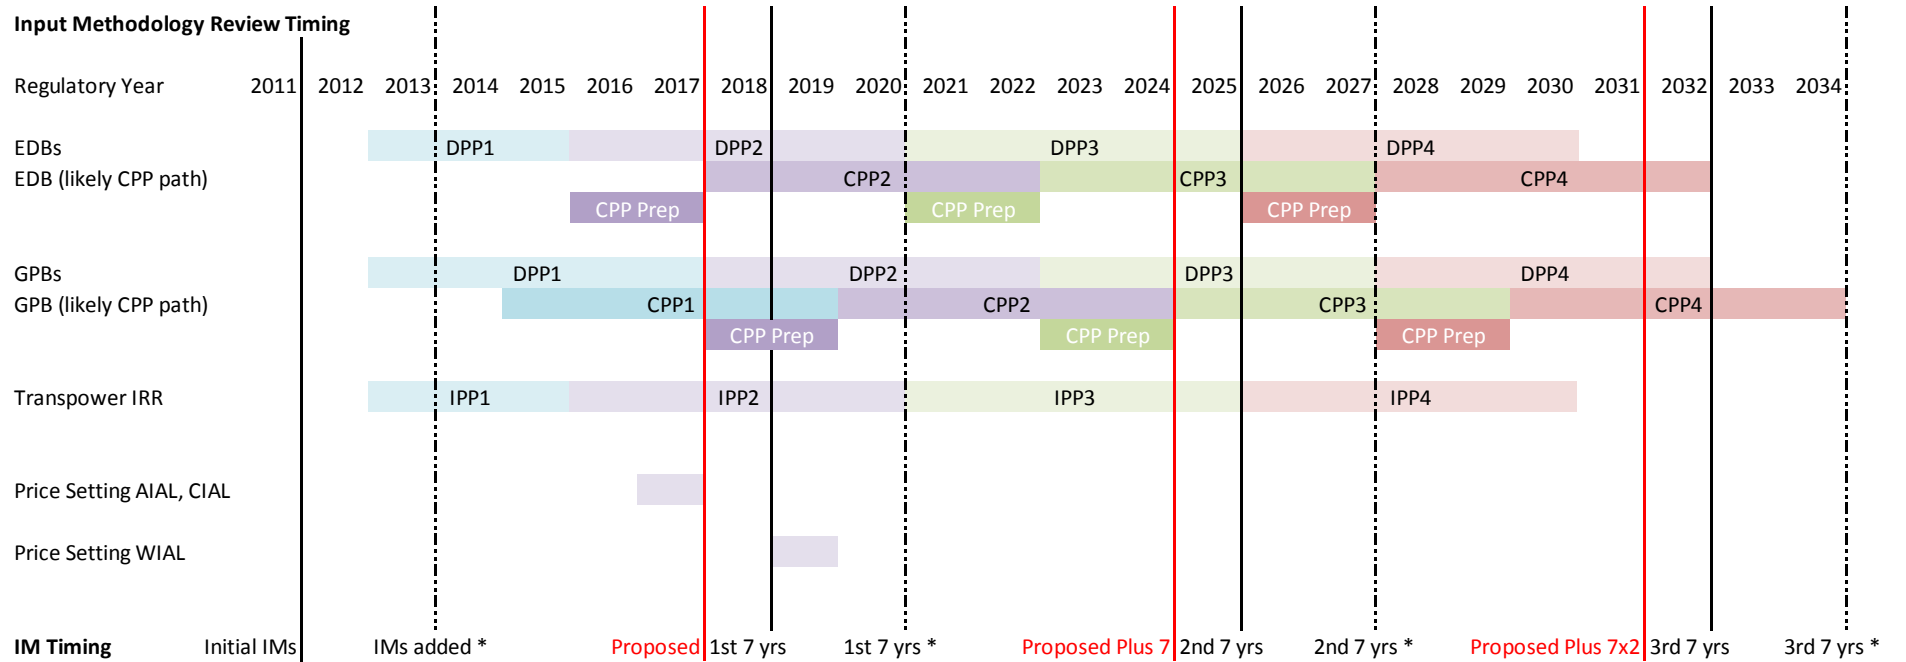 Input Methodology Review Timing
Regulatory Year 2011 2012 2013 2014 2015 2016 2017 2018 2019 2020 2021 2022 2023 2024 2025 2026 2027 2028 2029 2030 2031 2032 2033 2034
EDBs DPP1 DPP2 DPP3 DPP4
EDB (likely CPP path) CPP2 CPP3 CPP4
CPP Prep CPP Prep CPP Prep
GPBs DPP1 DPP2 DPP3 DPP4
GPB (likely CPP path) CPP1 CPP2 CPP3 CPP4
CPP Prep CPP Prep CPP Prep
Transpower IRR IPP1 IPP2 IPP3 IPP4
Price Setting AIAL, CIAL
Price Setting WIAL
IM Timing Initial IMs IMs added * Proposed 1st 7 yrs 1st 7 yrs * Proposed Plus 7 2nd 7 yrs 2nd 7 yrs * Proposed Plus 7x2 3rd 7 yrs 3rd 7 yrs *